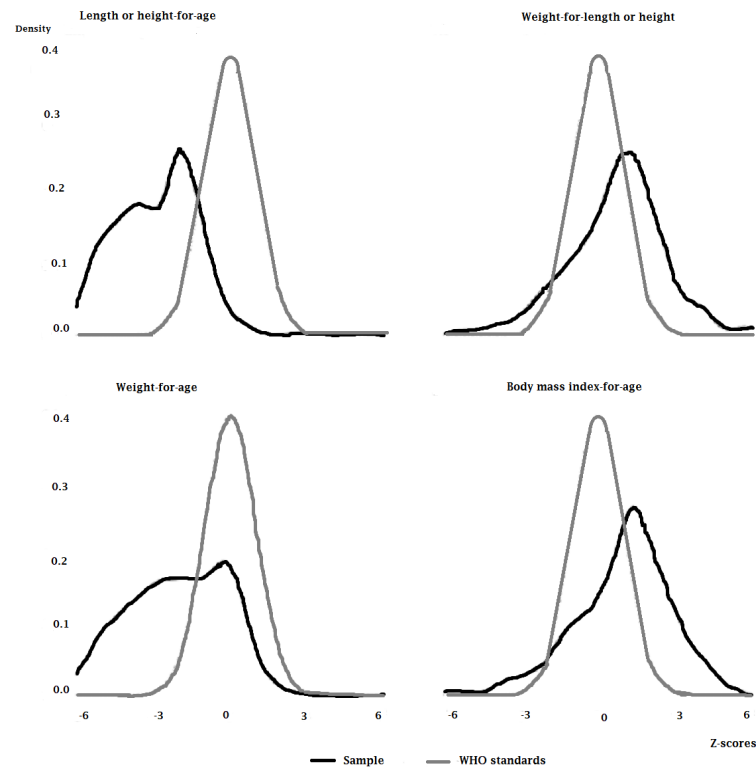 Length or height-for-age
Weight-for-length or height
Density
0.4
0.3
0.2
0.1
0.0
Weight-for-age
Body mass index-for-age
0.4
0.3
0.2
0.1
0.0
-6 -3 0 3 6
-6 -3 0 3 6
Z-scores
Sample WHO standards